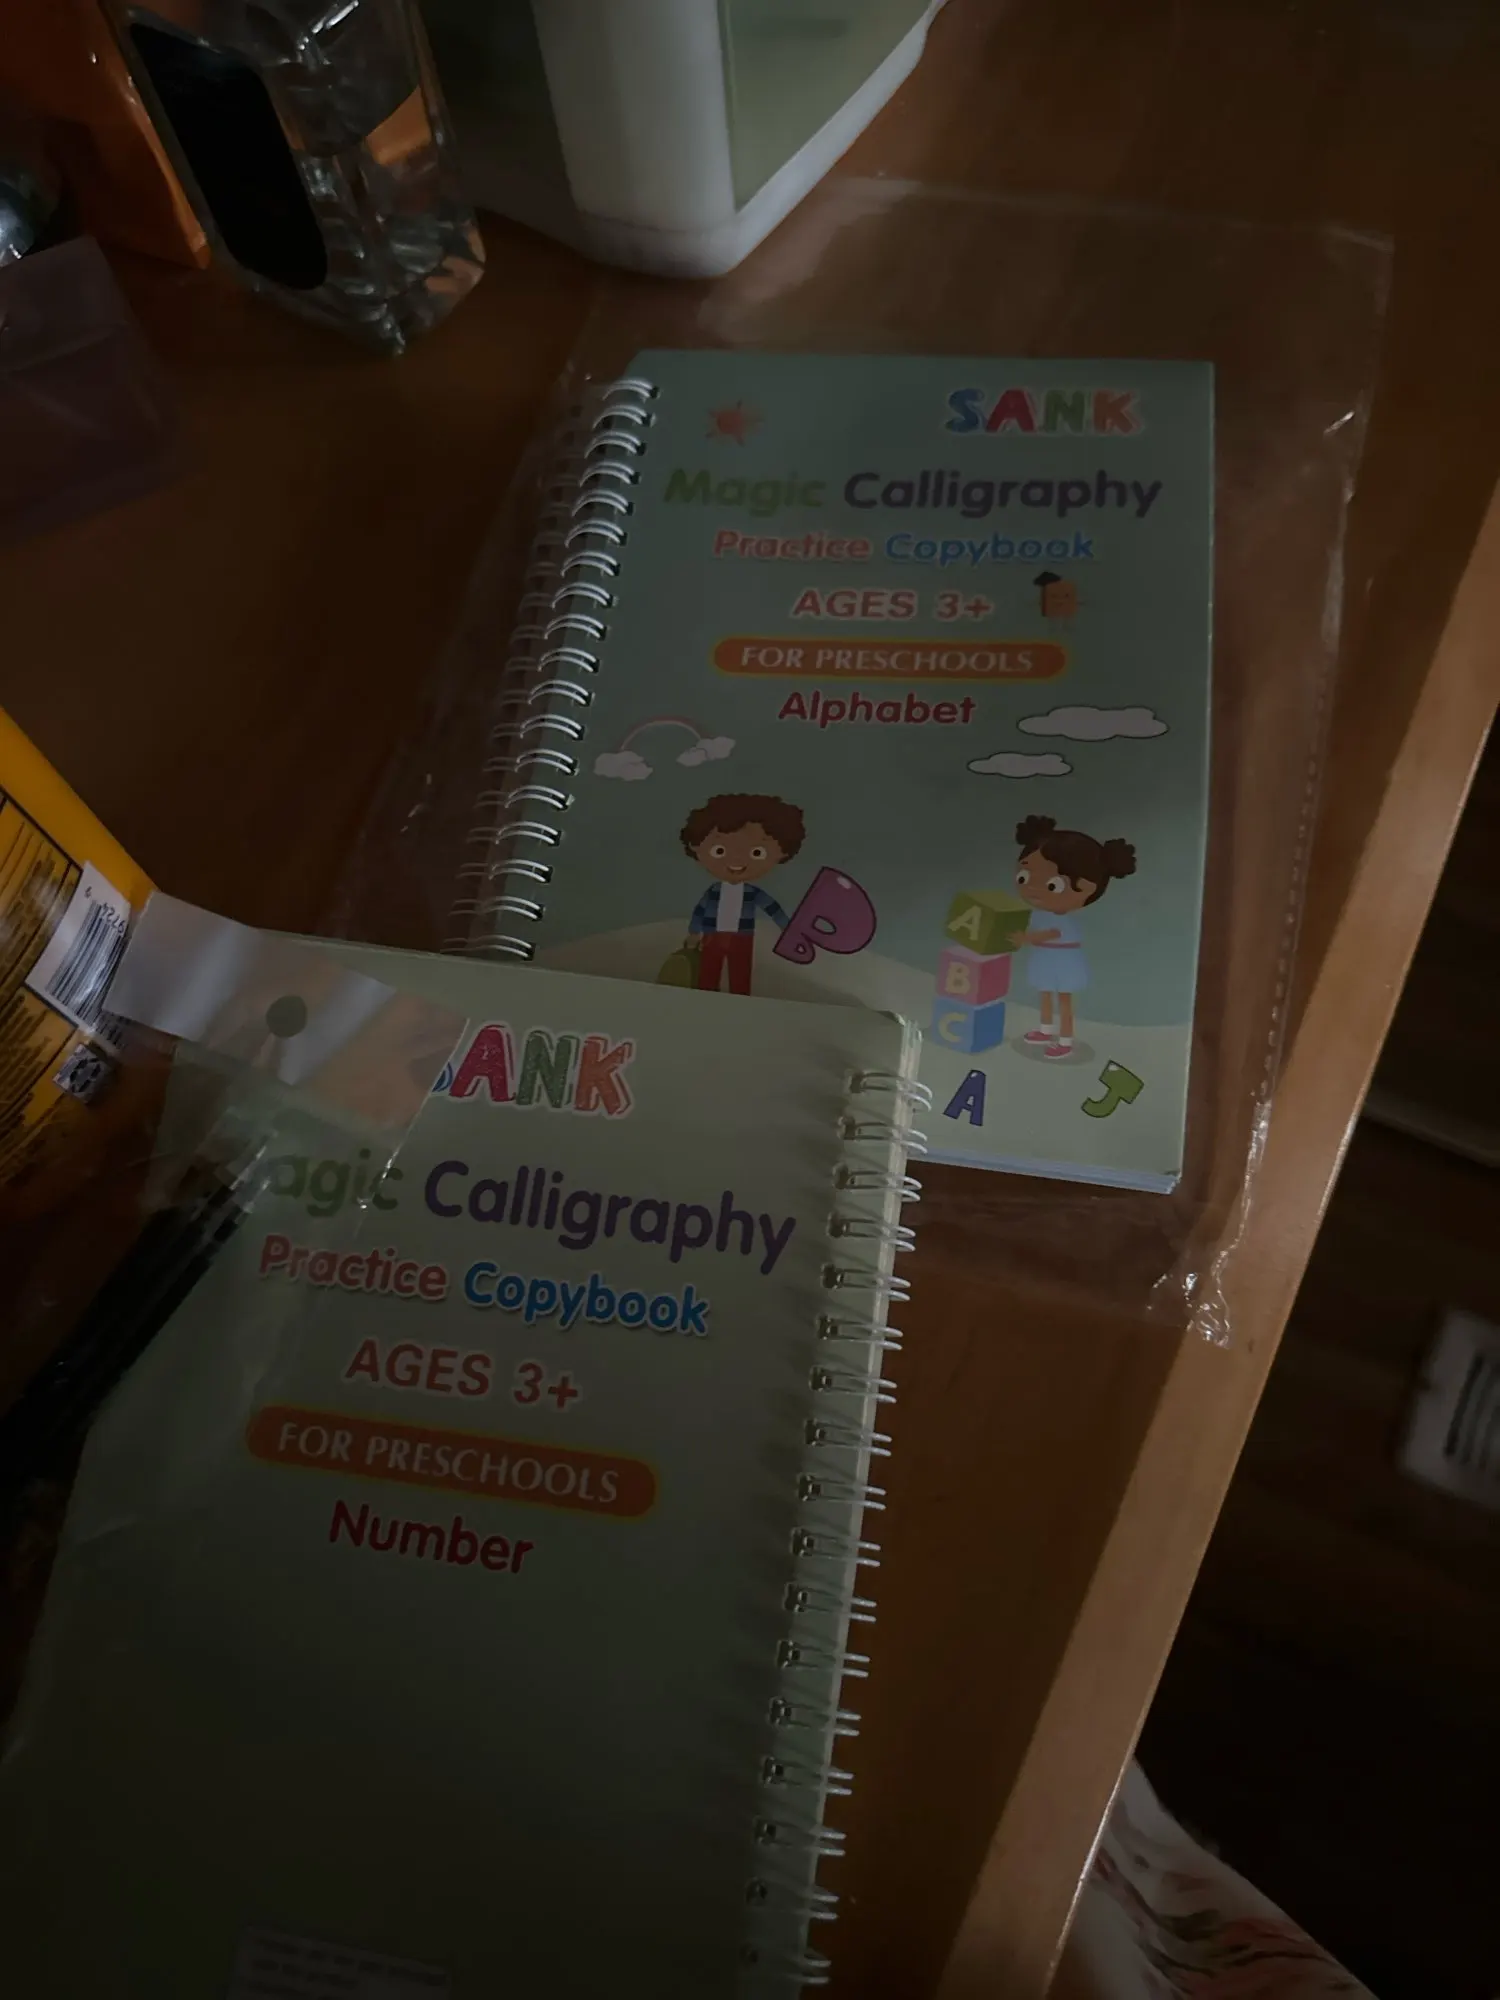 SANK
Magic Calligraphy
Practice Copybook
AGES 3+
FOR PRESCHOOLS
Alphabet
A
B
C
A
SANK
agic Calligraphy
Practice Copybook
AGES 3+
FOR PRESCHOOLS
Number